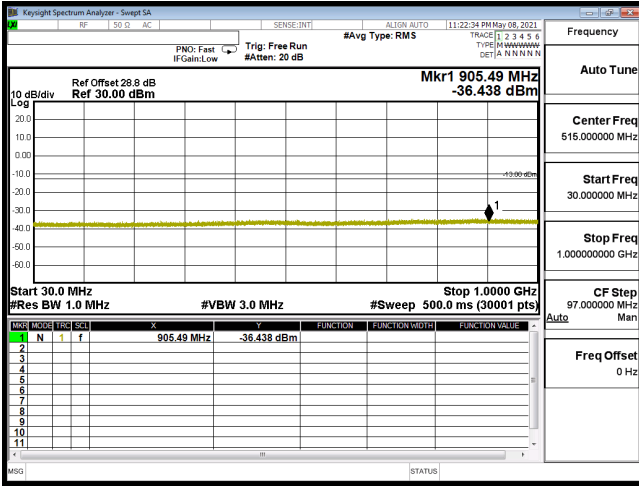 Keysight Spectrum Analyzer - Swept SA
LXI RF 50 Ω AC SENSE:INT ALIGN AUTO 11:22:34 PM May 08, 2021
#Avg Type: RMS TRACE 1 2 3 4 5 6
TYPE M WWWWW
DET A N N N N N
PNO: Fast Trig: Free Run
IFGain:Low #Atten: 20 dB
Mkr1 905.49 MHz
-36.438 dBm
Ref Offset 28.8 dB
10 dB/div Ref 30.00 dBm
Log
20.0
10.0
0.00
-10.0
-13.00 dBm
-20.0
-30.0
1
-40.0
-50.0
-60.0
Start 30.0 MHz Stop 1.0000 GHz
#Res BW 1.0 MHz #VBW 3.0 MHz #Sweep 500.0 ms (30001 pts)
MKR MODE TRC SCL X Y FUNCTION FUNCTION WIDTH FUNCTION VALUE
1 N 1 f 905.49 MHz -36.438 dBm
2
3
4
5
6
7
8
9
10
11
MSG STATUS
Frequency
Auto Tune
Center Freq
515.000000 MHz
Start Freq
30.000000 MHz
Stop Freq
1.000000000 GHz
CF Step
97.000000 MHz
Auto Man
Freq Offset
0 Hz